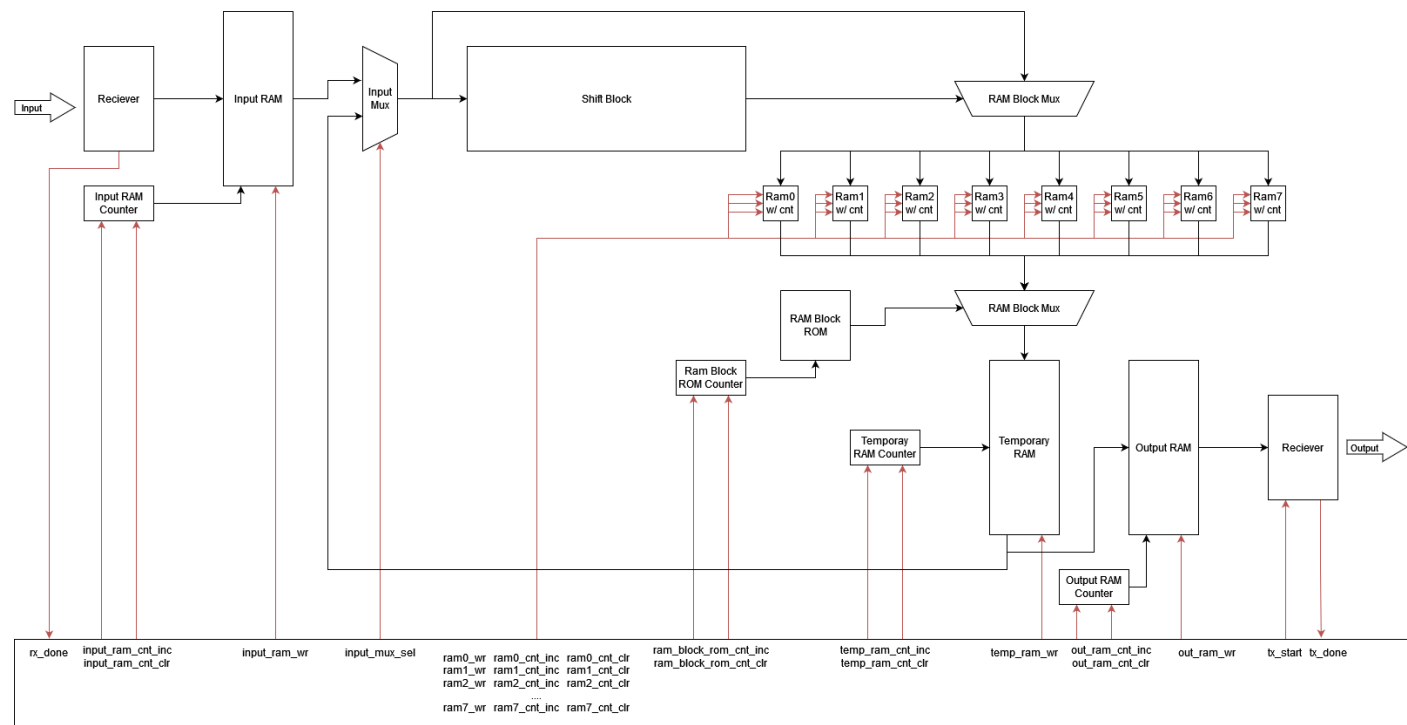 Input
Reciever
Input RAM
Input
Mux
Shift Block
RAM Block Mux
Input RAM
Counter
Ram0
w/ cnt
Ram1
w/ cnt
Ram2
w/ cnt
Ram3
w/ cnt
Ram4
w/ cnt
Ram5
w/ cnt
Ram6
w/ cnt
Ram7
w/ cnt
RAM Block
ROM
RAM Block Mux
Ram Block
ROM Counter
Temporay
RAM Counter
Temporary
RAM
Output RAM
Reciever
Output
Output RAM
Counter
rx_done
input_ram_cnt_inc
input_ram_cnt_clr
input_ram_wr
input_mux_sel
ram0_wr ram0_cnt_inc ram0_cnt_clr
ram1_wr ram1_cnt_inc ram1_cnt_clr
ram2_wr ram2_cnt_inc ram2_cnt_clr
....
ram7_wr ram7_cnt_inc ram7_cnt_clr
ram_block_rom_cnt_inc
ram_block_rom_cnt_clr
temp_ram_cnt_inc
temp_ram_cnt_clr
temp_ram_wr
out_ram_cnt_inc
out_ram_cnt_clr
out_ram_wr
tx_start
tx_done